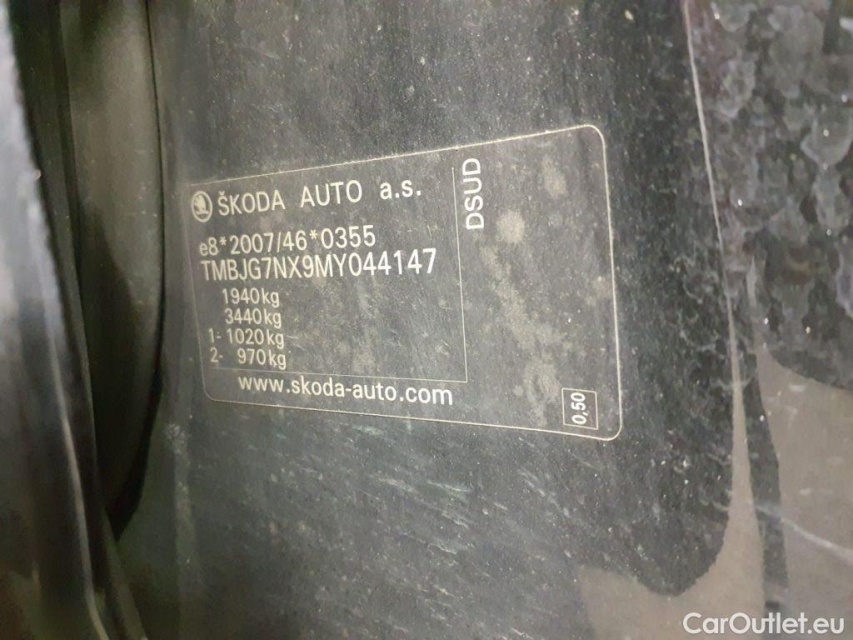 ŠKODA AUTO a.s.
e8*2007/46*0355
TMBJG7NX9MY044147
1940kg
3440kg
1- 1020kg
2- 970kg
www.skoda-auto.com
DSUD
0,50
CarOutlet.eu